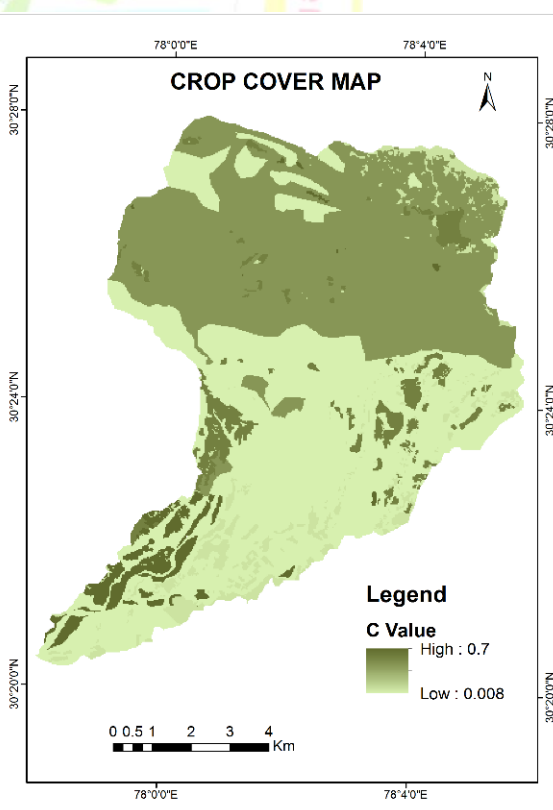 78°0'0"E 78°4'0"E
CROP COVER MAP
N
30°28'0"N 30°28'0"N
30°24'0"N 30°24'0"N
Legend
C Value
High : 0.7
Low : 0.008
30°20'0"N 30°20'0"N
0 0.5 1 2 3 4
Km
78°0'0"E 78°4'0"E